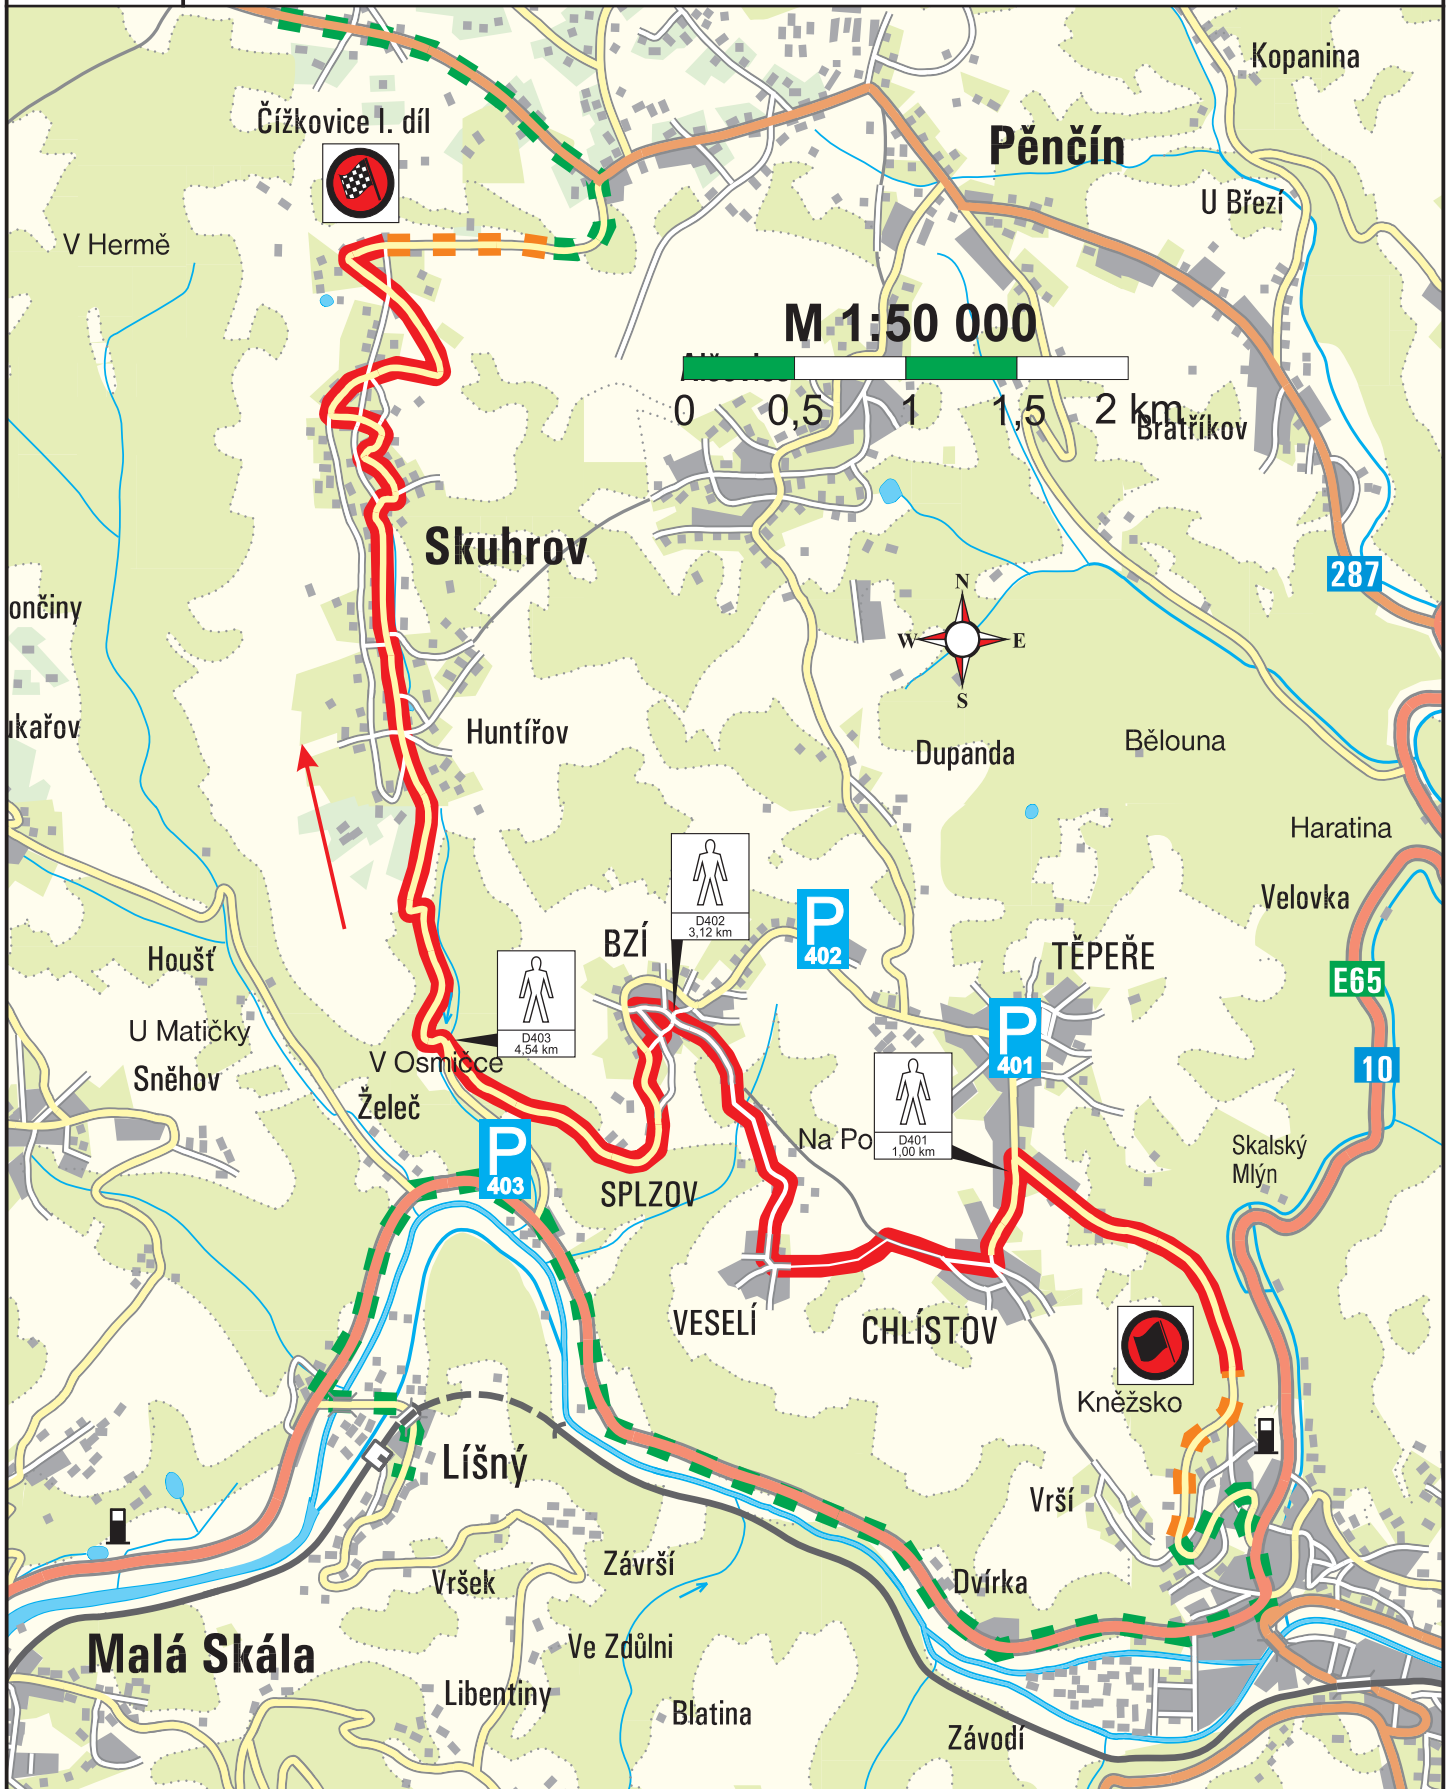 Kopanina
Čížkovice I. díl
Pěnčín
U Březí
V Hermě
M 1:50 000
0 0,5 1 1,5 2 km
Bratříkov
Skuhrov
287
N
W E
S
ončiny
ukařov
Huntířov
Dupanda
Bělouna
Haratina
Velovka
D402
3,12 km
P
402
BZÍ
TĚPEŘE
Houšť
E65
D403
4,54 km
U Matičky
P
401
V Osmičce
Sněhov
10
Želeč
Na Po
D401
1,00 km
Skalský
Mlýn
P
403
SPLZOV
VESELÍ
CHLÍSTOV
Kněžsko
Líšný
Vrší
Závrší
Vršek
Dvírka
Malá Skála
Ve Zdůlni
Libentiny
Blatina
Závodí